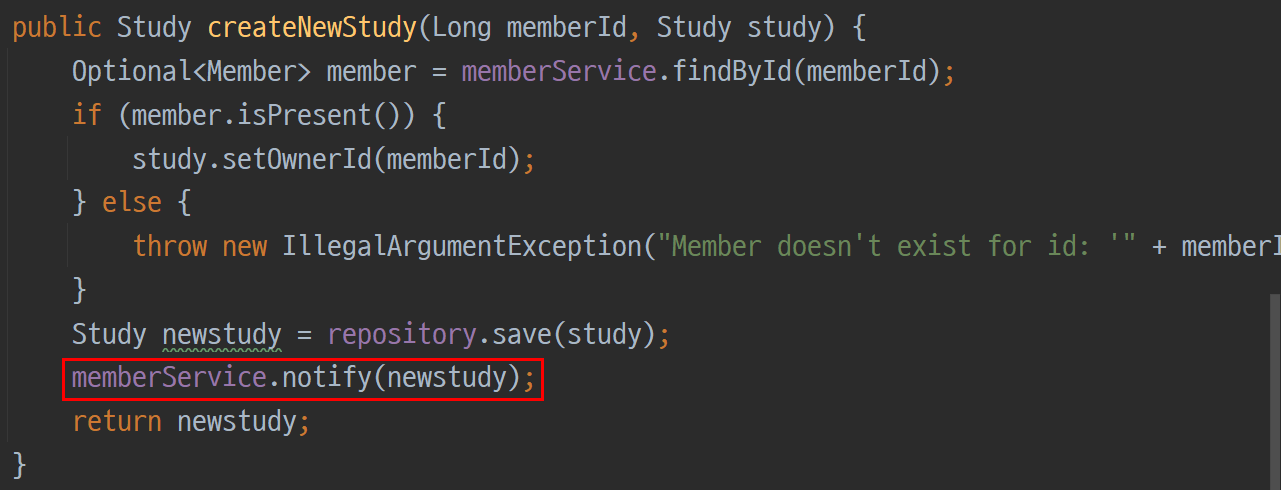 public Study createNewStudy(Long memberId, Study study) {
    Optional<Member> member = memberService.findById(memberId);
    if (member.isPresent()) {
        study.setOwnerId(memberId);
    } else {
        throw new IllegalArgumentException("Member doesn't exist for id: '" + memberI
    }
    Study newstudy = repository.save(study);
    memberService.notify(newstudy);
    return newstudy;
}